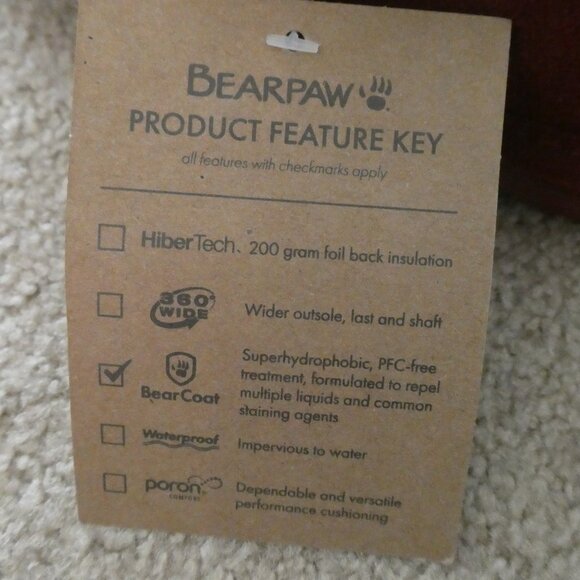 BEARPAW
PRODUCT FEATURE KEY
all features with checkmarks apply
HiberTech. 200 gram foil back insulation
360° WIDE Wider outsole, last and shaft
BearCoat Superhydrophobic, PFC-free
treatment, formulated to repel
multiple liquids and common
staining agents
Waterproof Impervious to water
poron COMFORT Dependable and versatile
performance cushioning